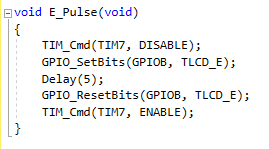 void E_Pulse(void)
{
TIM_Cmd(TIM7, DISABLE);
GPIO_SetBits(GPIOB, TLCD_E);
Delay(5);
GPIO_ResetBits(GPIOB, TLCD_E);
TIM_Cmd(TIM7, ENABLE);
}